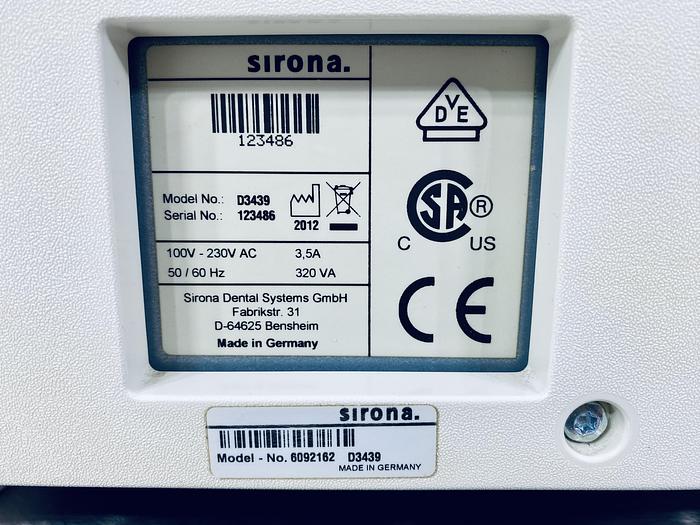 sirona.
123486
Model No.: D3439
Serial No.: 123486
2012
100V - 230V AC 3,5A
50 / 60 Hz 320 VA
Sirona Dental Systems GmbH
Fabrikstr. 31
D-64625 Bensheim
Made in Germany
D V E
SA ®
C US
CE
sirona.
Model - No. 6092162 D3439
MADE IN GERMANY